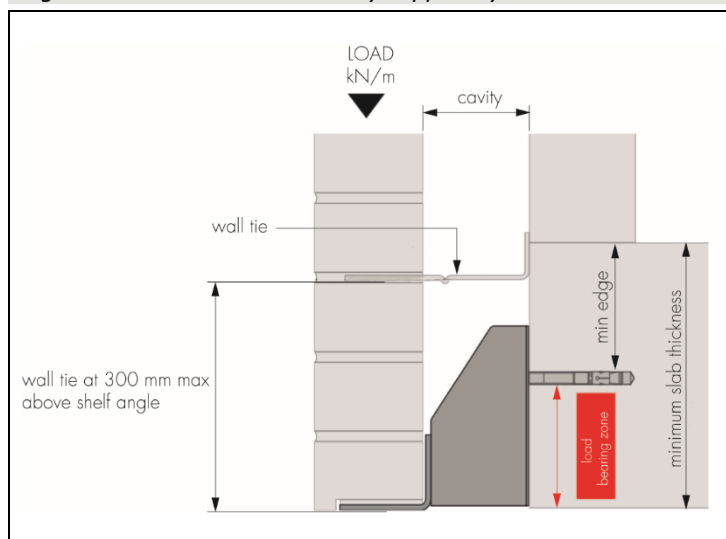 LOAD
kN/m
cavity
wall tie
min edge
minimum slab thickness
wall tie at 300 mm max
above shelf angle
load
bearing zone